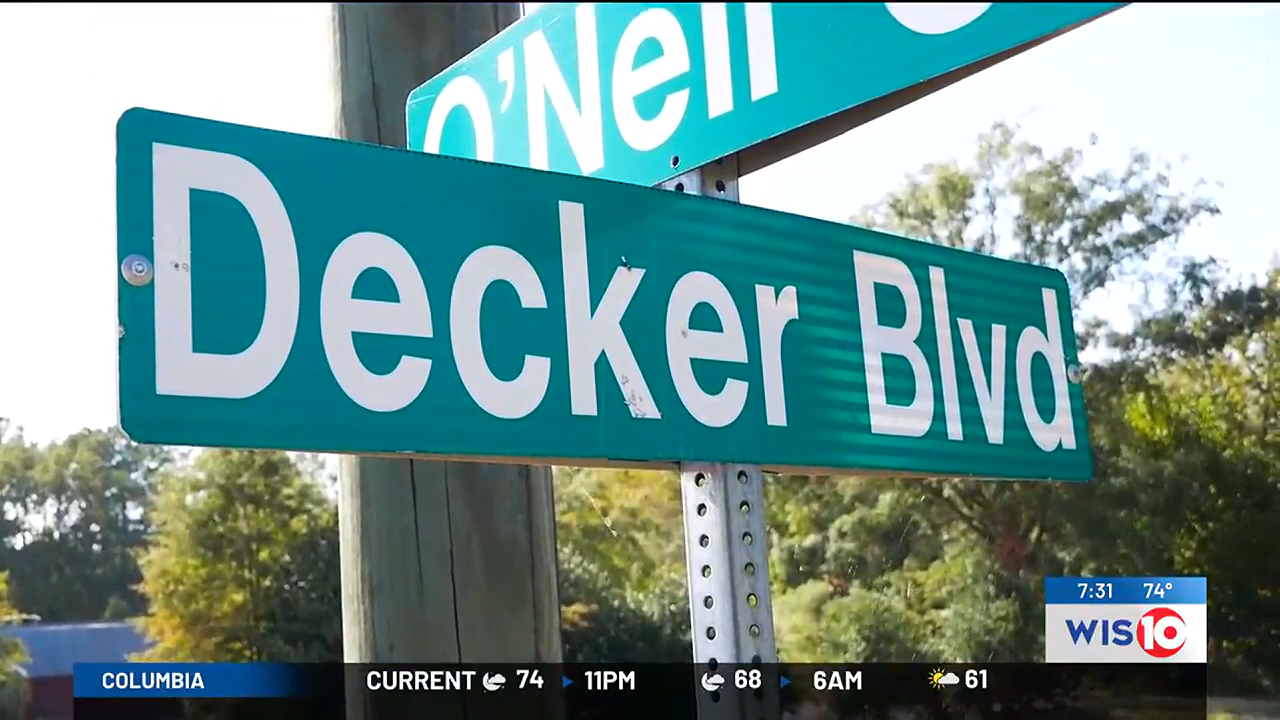 O'Neil
Decker Blvd
7:31 74°
WIS10
COLUMBIA CURRENT 74 11PM 68 6AM 61